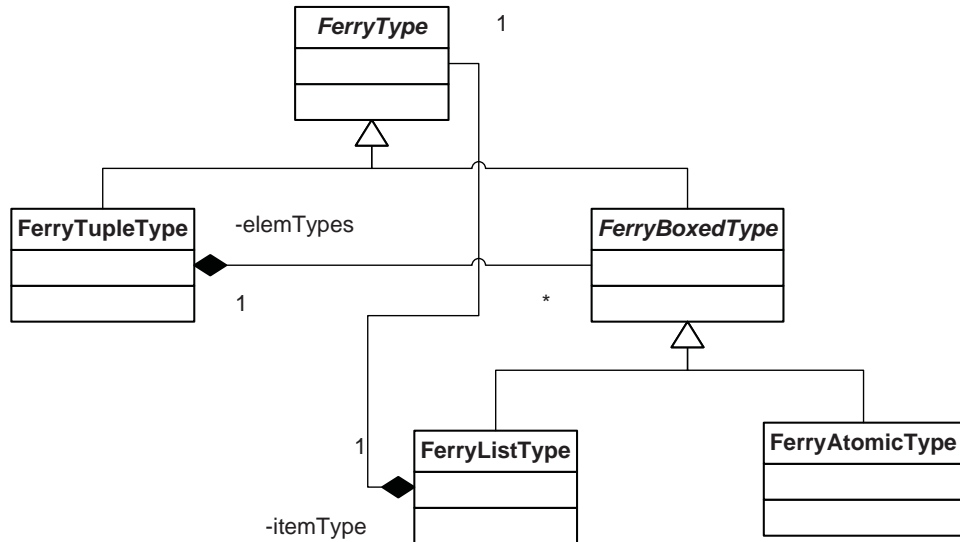 FerryType
1
FerryTupleType
-elemTypes
FerryBoxedType
1
*
1
FerryListType
FerryAtomicType
-itemType